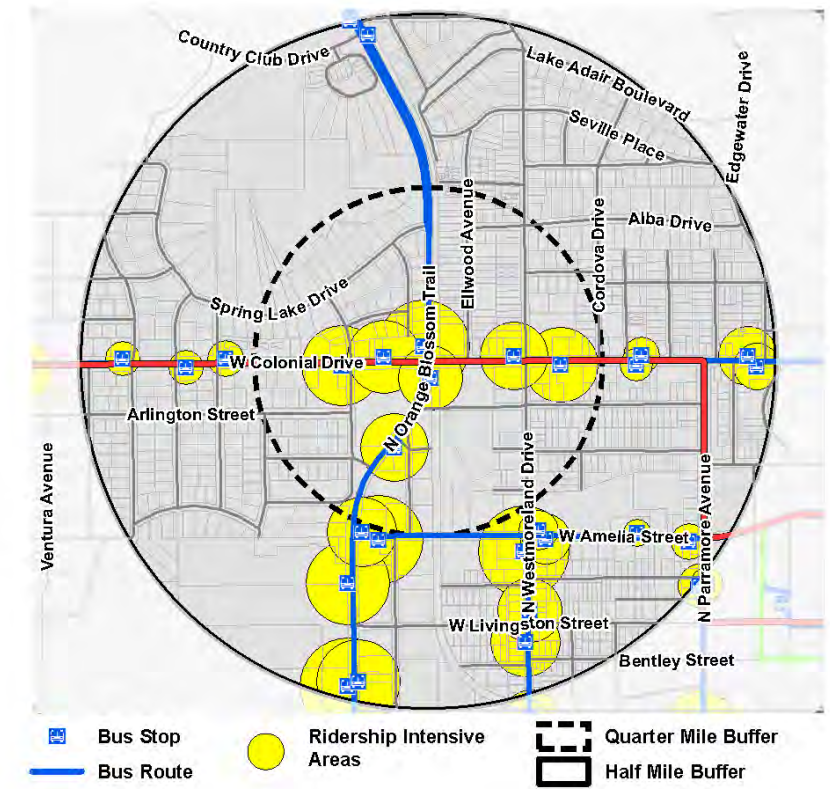 Country Club Drive
Lake Adair Boulevard
Edgewater Drive
Seville Place
Ellwood Avenue
Cordova Drive
Alba Drive
Spring Lake Drive
N Orange Blossom Trail
W Colonial Drive
Arlington Street
Ventura Avenue
N Westmoreland Drive
N Parramore Avenue
W Amelia Street
W Livingston Street
Bentley Street
Bus Stop
Bus Route
Ridership Intensive
Areas
Quarter Mile Buffer
Half Mile Buffer